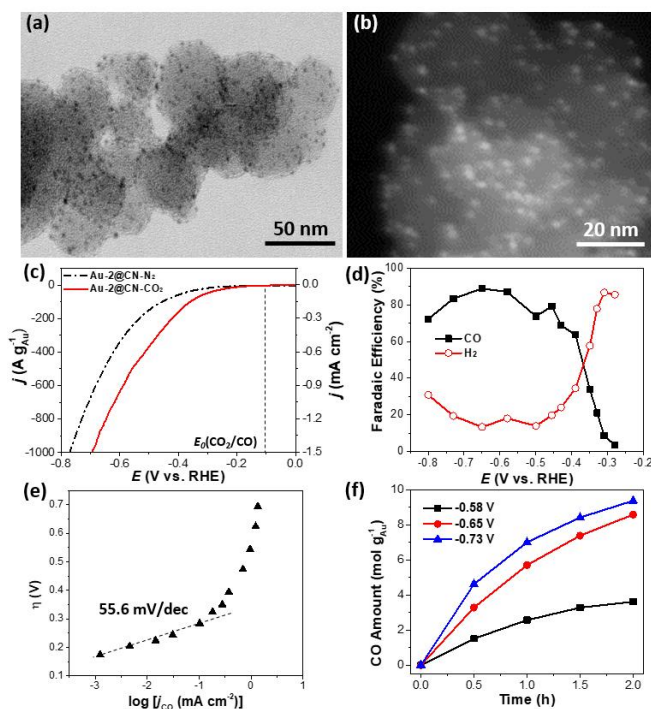 (a)
50 nm
(b)
20 nm
(c)
Au-2@CN-N₂
Au-2@CN-CO₂
0
-200
-400
-600
-800
-1000
j (A g⁻¹Au)
0.0
-0.3
-0.6
-0.9
-1.2
-1.5
j (mA cm⁻²)
E₀(CO₂/CO)
-0.8 -0.6 -0.4 -0.2 0.0
E (V vs. RHE)
(d)
CO
H₂
100
80
60
40
20
0
Faradaic Efficiency (%)
-0.8 -0.7 -0.6 -0.5 -0.4 -0.3 -0.2
E (V vs. RHE)
(e)
0.7
0.6
0.5
0.4
0.3
0.2
0.1
η (V)
55.6 mV/dec
-3 -2 -1 0 1
log [jCO (mA cm⁻²)]
(f)
-0.58 V
-0.65 V
-0.73 V
10
8
6
4
2
0
CO Amount (mol g⁻¹Au)
0.0 0.5 1.0 1.5 2.0
Time (h)